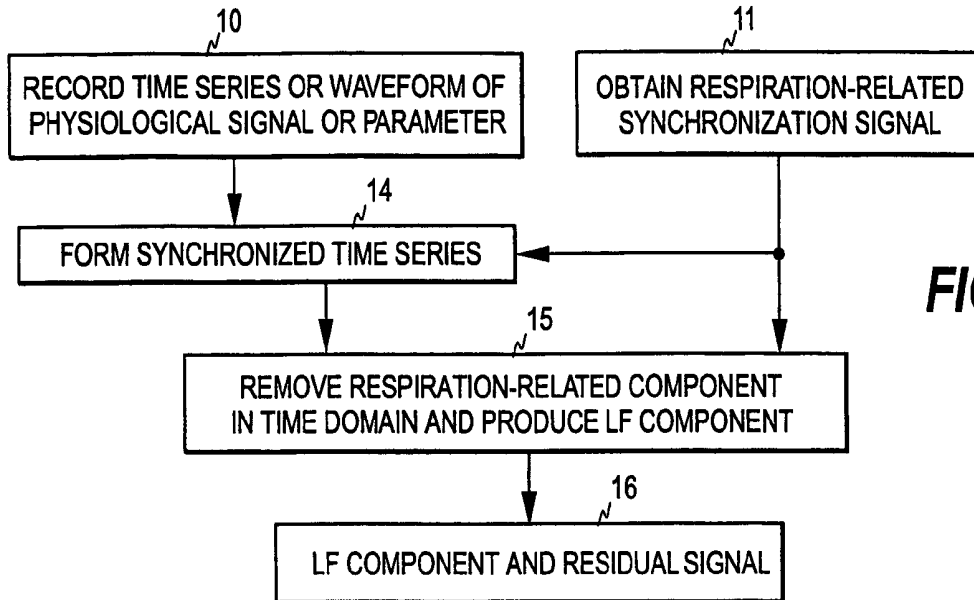 10
RECORD TIME SERIES OR WAVEFORM OF
PHYSIOLOGICAL SIGNAL OR PARAMETER
11
OBTAIN RESPIRATION-RELATED
SYNCHRONIZATION SIGNAL
14
FORM SYNCHRONIZED TIME SERIES
15
REMOVE RESPIRATION-RELATED COMPONENT
IN TIME DOMAIN AND PRODUCE LF COMPONENT
16
LF COMPONENT AND RESIDUAL SIGNAL